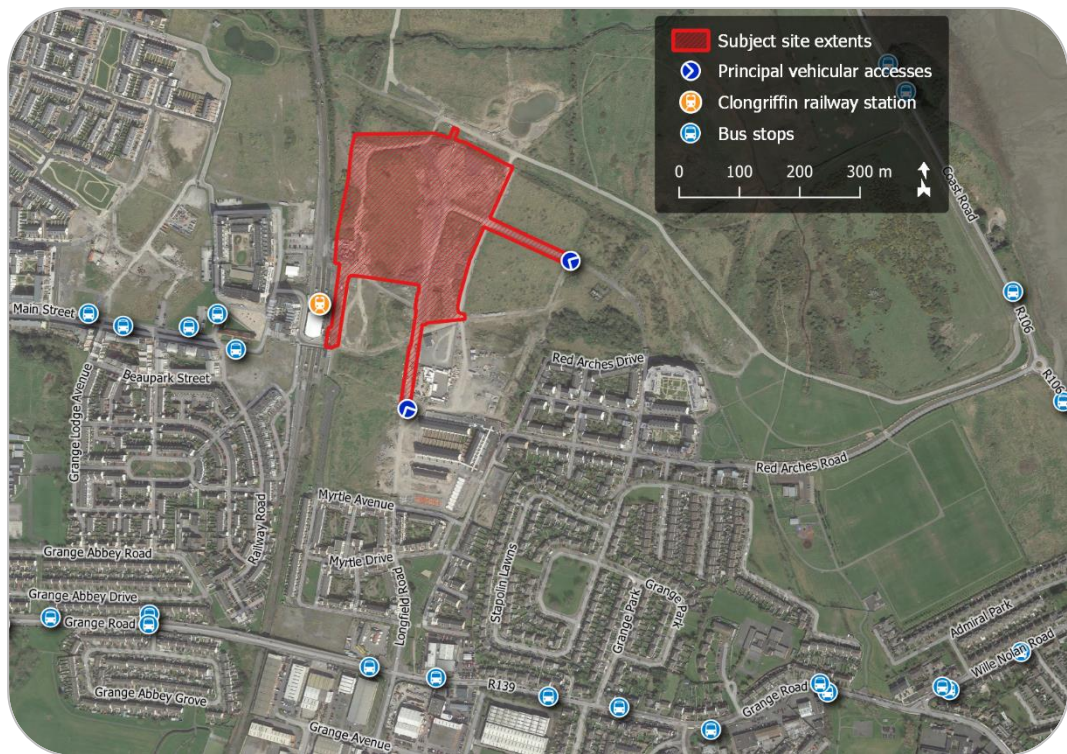 Subject site extents
Principal vehicular accesses
Clongriffin railway station
Bus stops
0 100 200 300 m
Coast Road
R106
R106
Main Street
Beaupark Street
Grange Lodge Avenue
Railway Road
Red Arches Drive
Red Arches Road
Myrtle Avenue
Myrtle Drive
Longfield Road
Stapolin Lawns
Grange Park
Grange Park
Grange Abbey Road
Grange Abbey Drive
Grange Road
Grange Abbey Grove
R139
Grange Avenue
Grange Road
Admiral Park
Wille Nolan Road